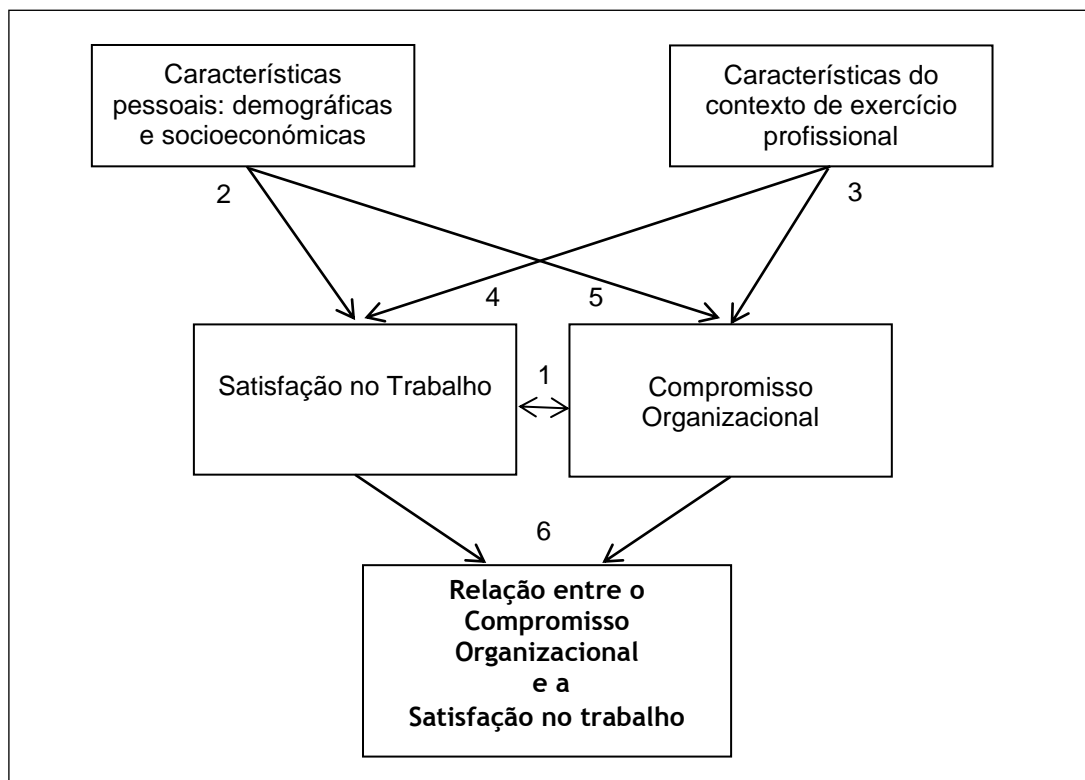 Características
pessoais: demográficas
e socioeconómicas
Características do
contexto de exercício
profissional
2
3
4
5
Satisfação no Trabalho
1
Compromisso
Organizacional
6
Relação entre o
Compromisso
Organizacional
e a
Satisfação no trabalho